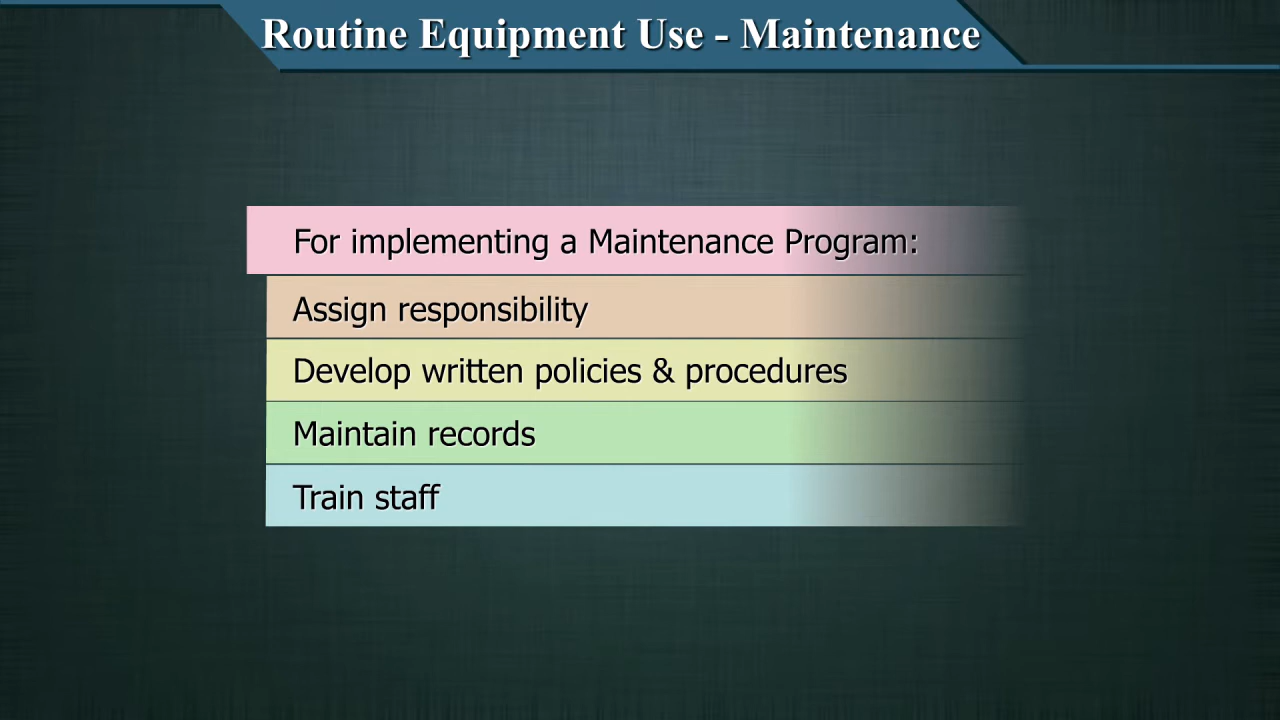 Routine Equipment Use - Maintenance
For implementing a Maintenance Program:
Assign responsibility
Develop written policies & procedures
Maintain records
Train staff